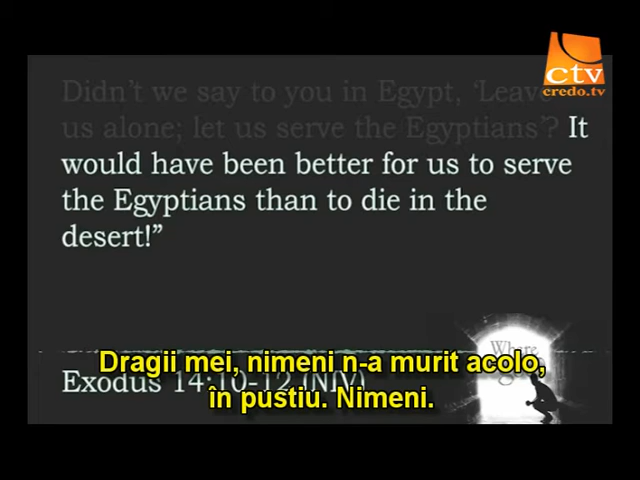 ctv
credo.tv
Didn't we say to you in Egypt, 'Leave
us alone; let us serve the Egyptians'? It
would have been better for us to serve
the Egyptians than to die in the
desert!"
Where
Dragii mei, nimeni n-a murit acolo,
Exodus 14:10-12 (NIV)
în pustiu. Nimeni.